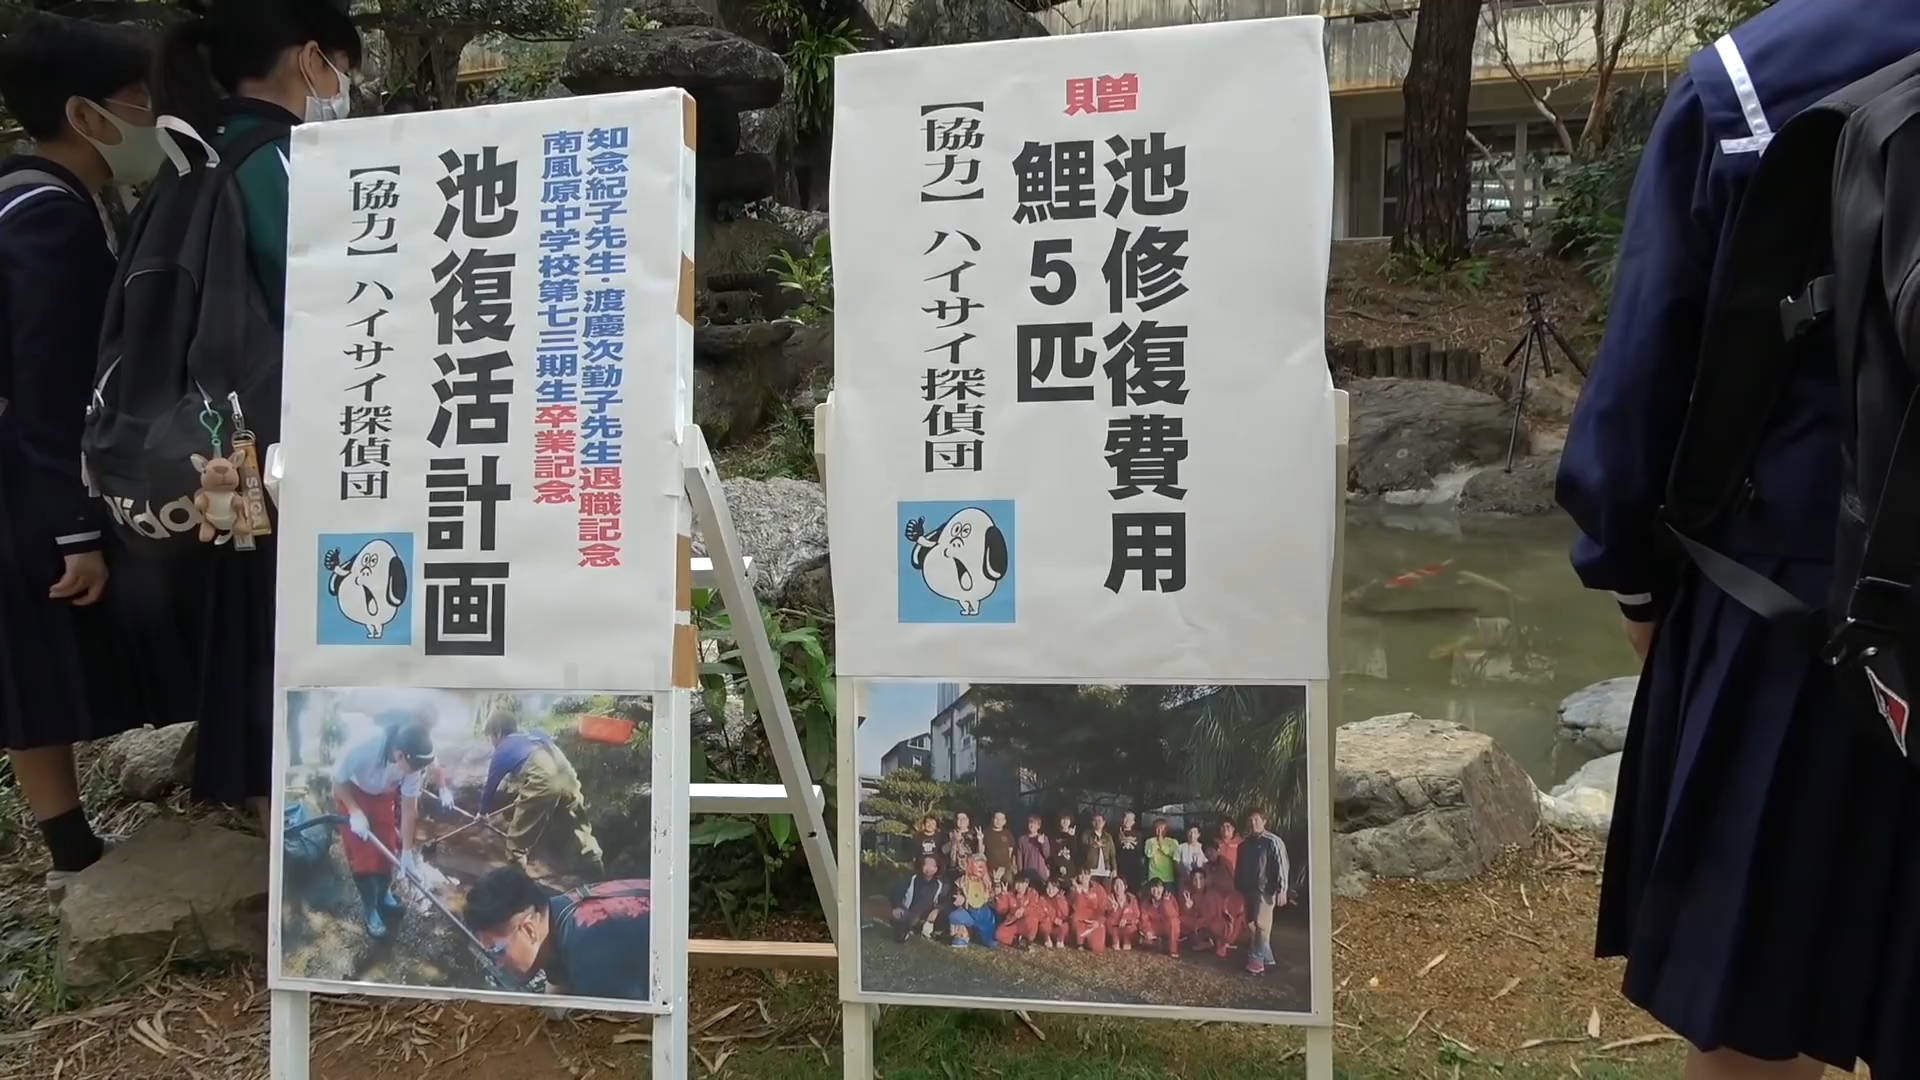 知念紀子先生・渡慶次勤子先生退職記念
南風原中学校第七三期生卒業記念
池復活計画
【協力】ハイサイ探偵団
贈
池修復費用
鯉5匹
【協力】ハイサイ探偵団